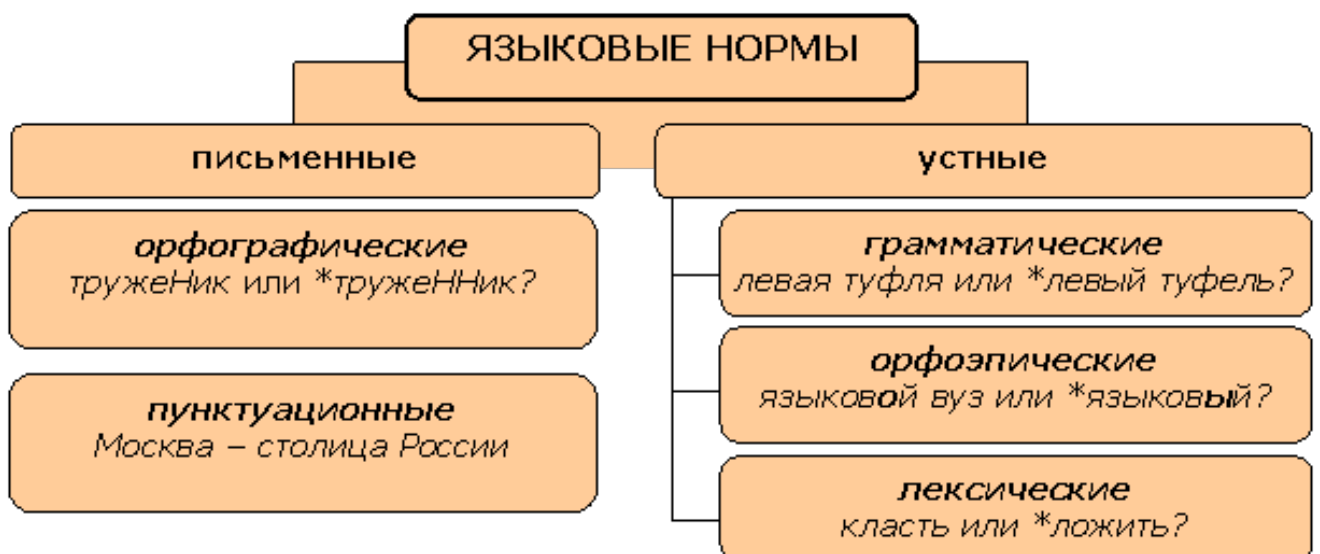 ЯЗЫКОВЫЕ НОРМЫ
письменные
орфографические
тружеНик или *тружеННик?
пунктуационные
Москва – столица России
устные
грамматические
левая туфля или *левый туфель?
орфоэпические
языковой вуз или *языковый?
лексические
класть или *ложить?